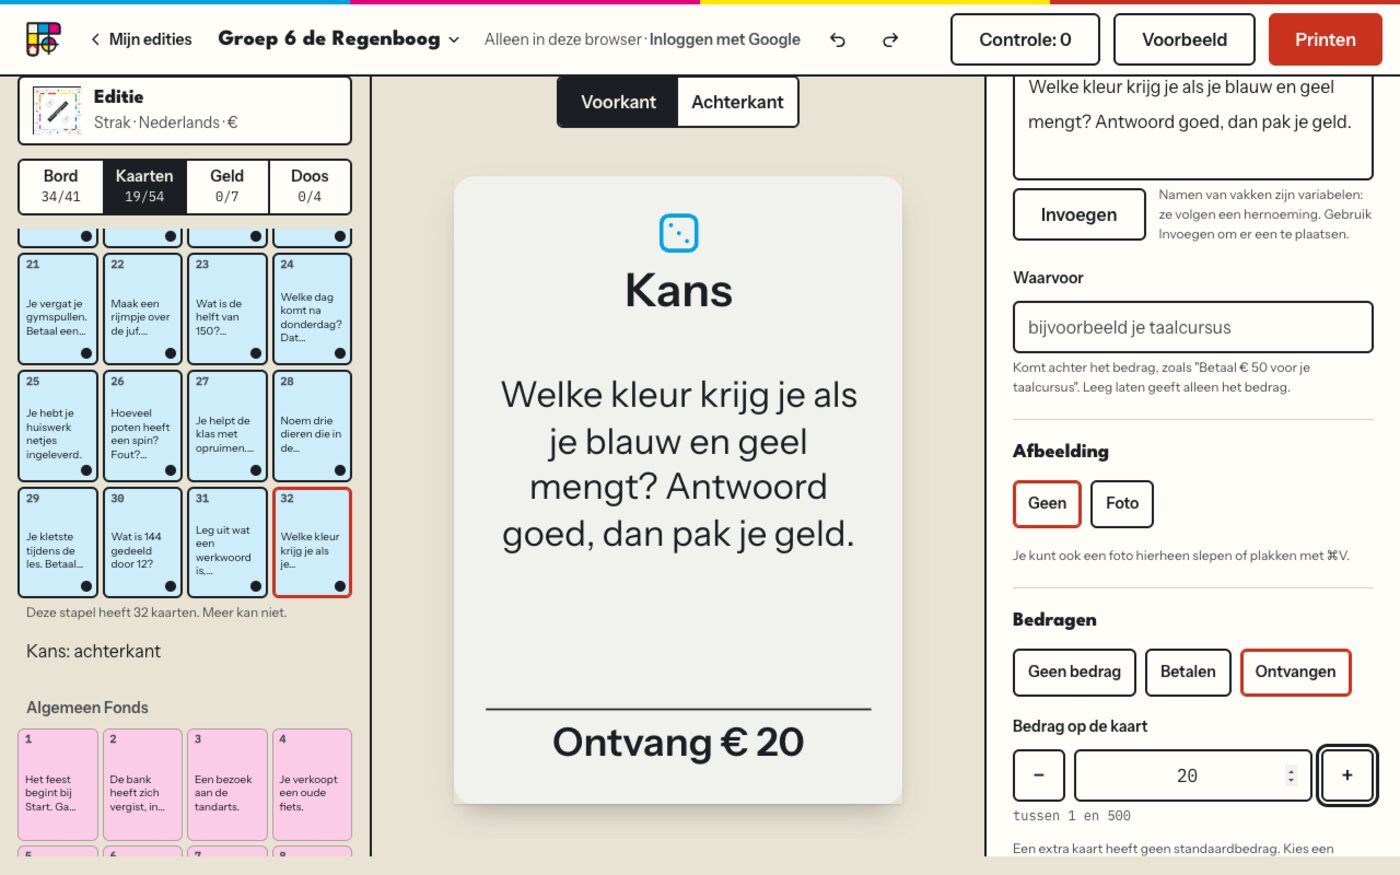 Mijn edities
Groep 6 de Regenboog
Alleen in deze browser · Inloggen met Google
Controle: 0
Voorbeeld
Printen
Editie
Strak · Nederlands · €
Bord
34/41
Kaarten
19/54
Geld
0/7
Doos
0/4
21
Je vergat je
gymspullen.
Betaal een...
22
Maak een
rijmpje over
de juf....
23
Wat is de
helft van
150?...
24
Welke dag
komt na
donderdag?
Dat...
25
Je hebt je
huiswerk
netjes
ingeleverd.
26
Hoeveel
poten heeft
een spin?
Fout?...
27
Je helpt de
klas met
opruimen....
28
Noem drie
dieren die in
de...
29
Je kletste
tijdens de
les. Betaal...
30
Wat is 144
gedeeld
door 12?
31
Leg uit wat
een
werkwoord
is,...
32
Welke kleur
krijg je als
je...
Deze stapel heeft 32 kaarten. Meer kan niet.
Kans: achterkant
Algemeen Fonds
1
Het feest
begint bij
Start. Ga...
2
De bank
heeft zich
vergist, in...
3
Een bezoek
aan de
tandarts.
4
Je verkoopt
een oude
fiets.
5
6
7
8
Voorkant
Achterkant
Kans
Welke kleur krijg je als
je blauw en geel
mengt? Antwoord
goed, dan pak je geld.
Ontvang € 20
Welke kleur krijg je als je blauw en geel
mengt? Antwoord goed, dan pak je geld.
Invoegen
Namen van vakken zijn variabelen:
ze volgen een hernoeming. Gebruik
Invoegen om er een te plaatsen.
Waarvoor
bijvoorbeeld je taalcursus
Komt achter het bedrag, zoals "Betaal € 50 voor je
taalcursus". Leeg laten geeft alleen het bedrag.
Afbeelding
Geen
Foto
Je kunt ook een foto hierheen slepen of plakken met ⌘V.
Bedragen
Geen bedrag
Betalen
Ontvangen
Bedrag op de kaart
−
20
+
tussen 1 en 500
Een extra kaart heeft geen standaardbedrag. Kies een